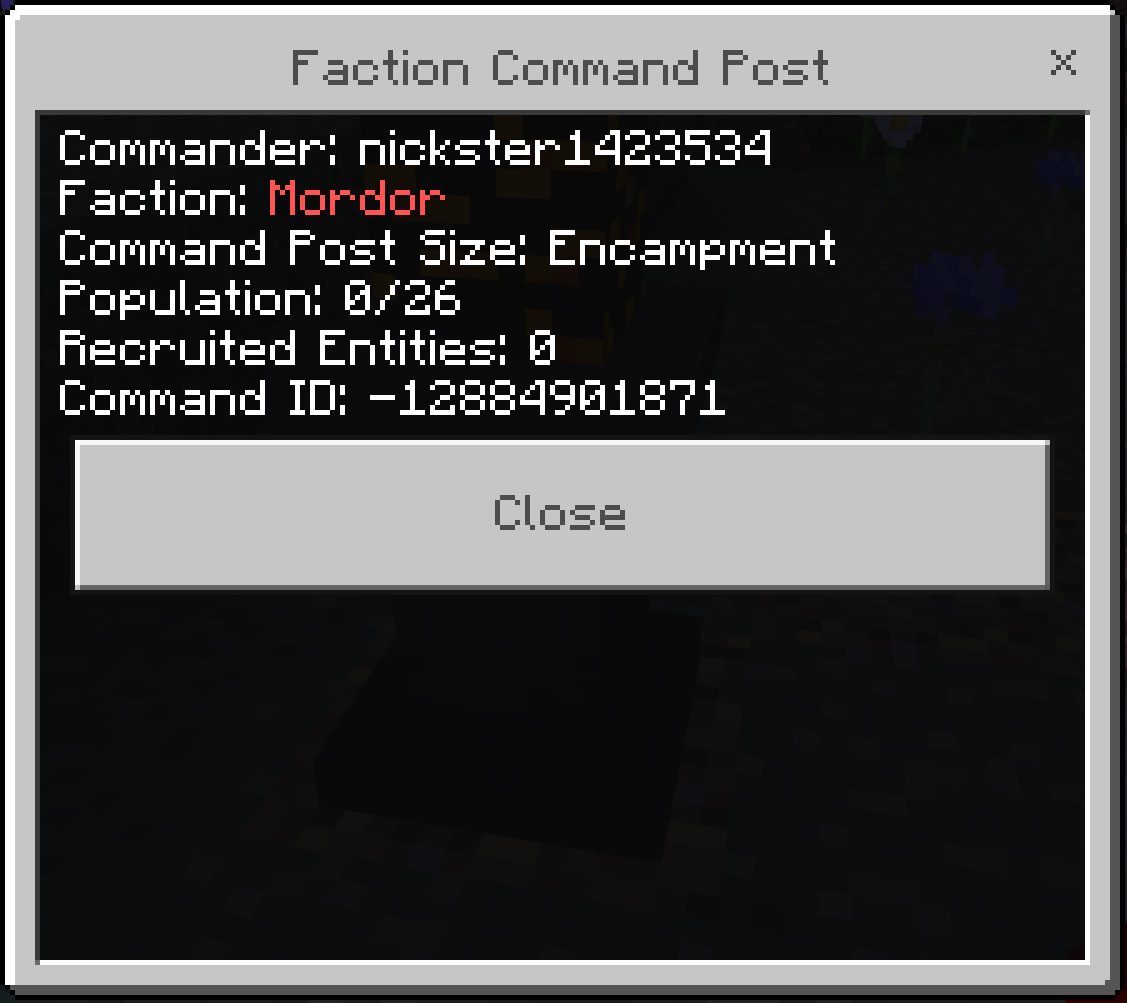 Faction Command Post
Commander: nickster1423534
Faction: Mordor
Command Post Size: Encampment
Population: 0/26
Recruited Entities: 0
Command ID: -12884901871
Close